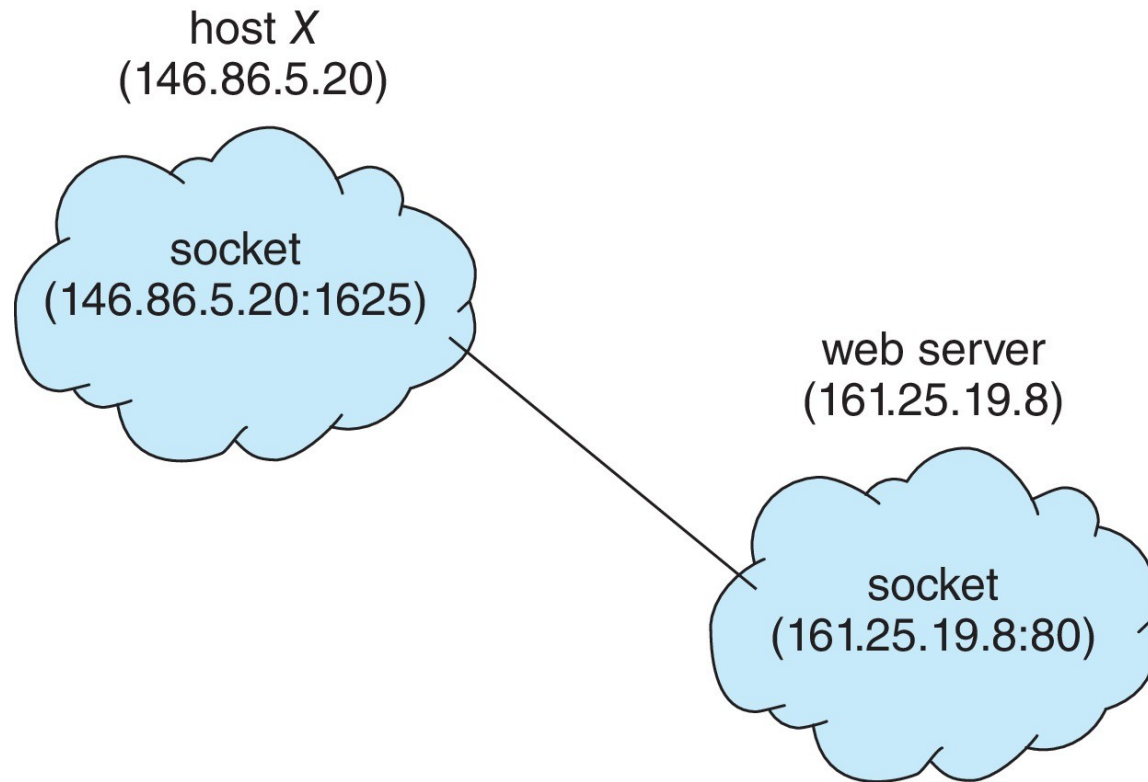 host X
(146.86.5.20)
socket
(146.86.5.20:1625)
web server
(161.25.19.8)
socket
(161.25.19.8:80)